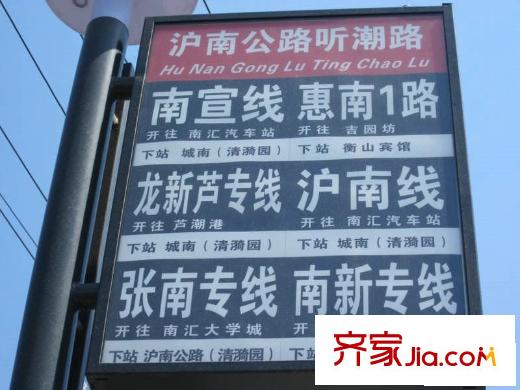 沪南公路听潮路
Hu Nan Gong Lu Ting Chao Lu
南宣线 惠南1路
开往 南汇汽车站 开往 吉园坊
下站 城南（清漪园） 下站 衡山宾馆
龙新芦专线 沪南线
开往 芦潮港 开往 南汇汽车站
下站 城南（清漪园） 下站 城南（清漪园）
张南专线 南新专线
开往 南汇大学城 开
下站 沪南公路（清漪园） 下站
齐家jia.com